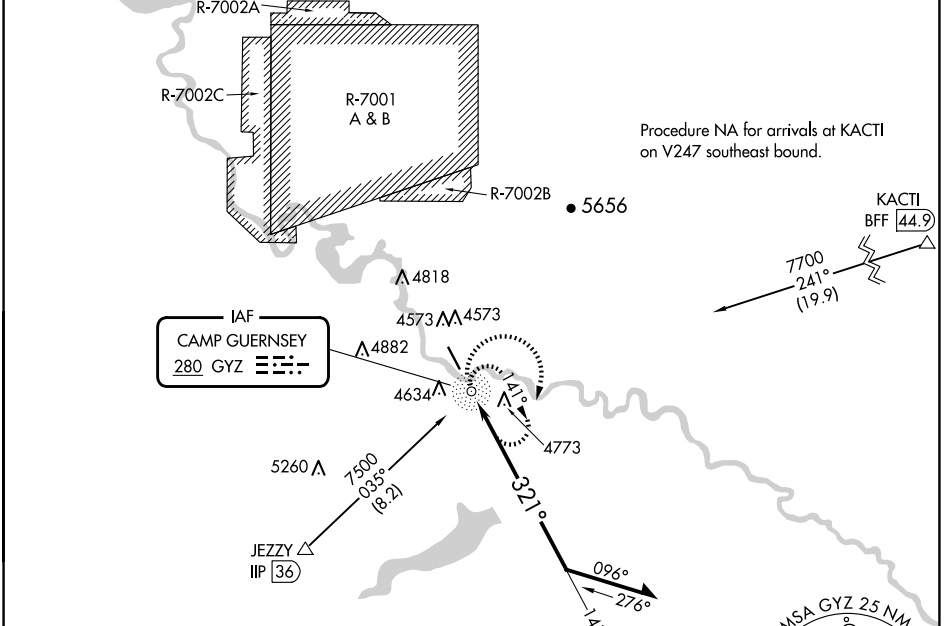 R-7002A
R-7002C
R-7001
A & B
Procedure NA for arrivals at KACTI
on V247 southeast bound.
R-7002B
5656
KACTI
BFF 44.9
7700
241°
(19.9)
4818
IAF
CAMP GUERNSEY
280 GYZ
4573
4573
4882
4634
141°
4773
5260
7500
035°
(8.2)
321°
JEZZY
IIP 36
096°
276°
MSA GYZ 25 NM